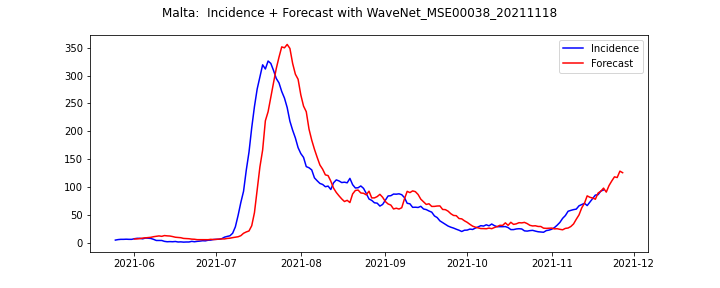 Malta:  Incidence + Forecast with WaveNet_MSE00038_20211118
Incidence
Forecast
350
300
250
200
150
100
50
0
2021-06 2021-07 2021-08 2021-09 2021-10 2021-11 2021-12